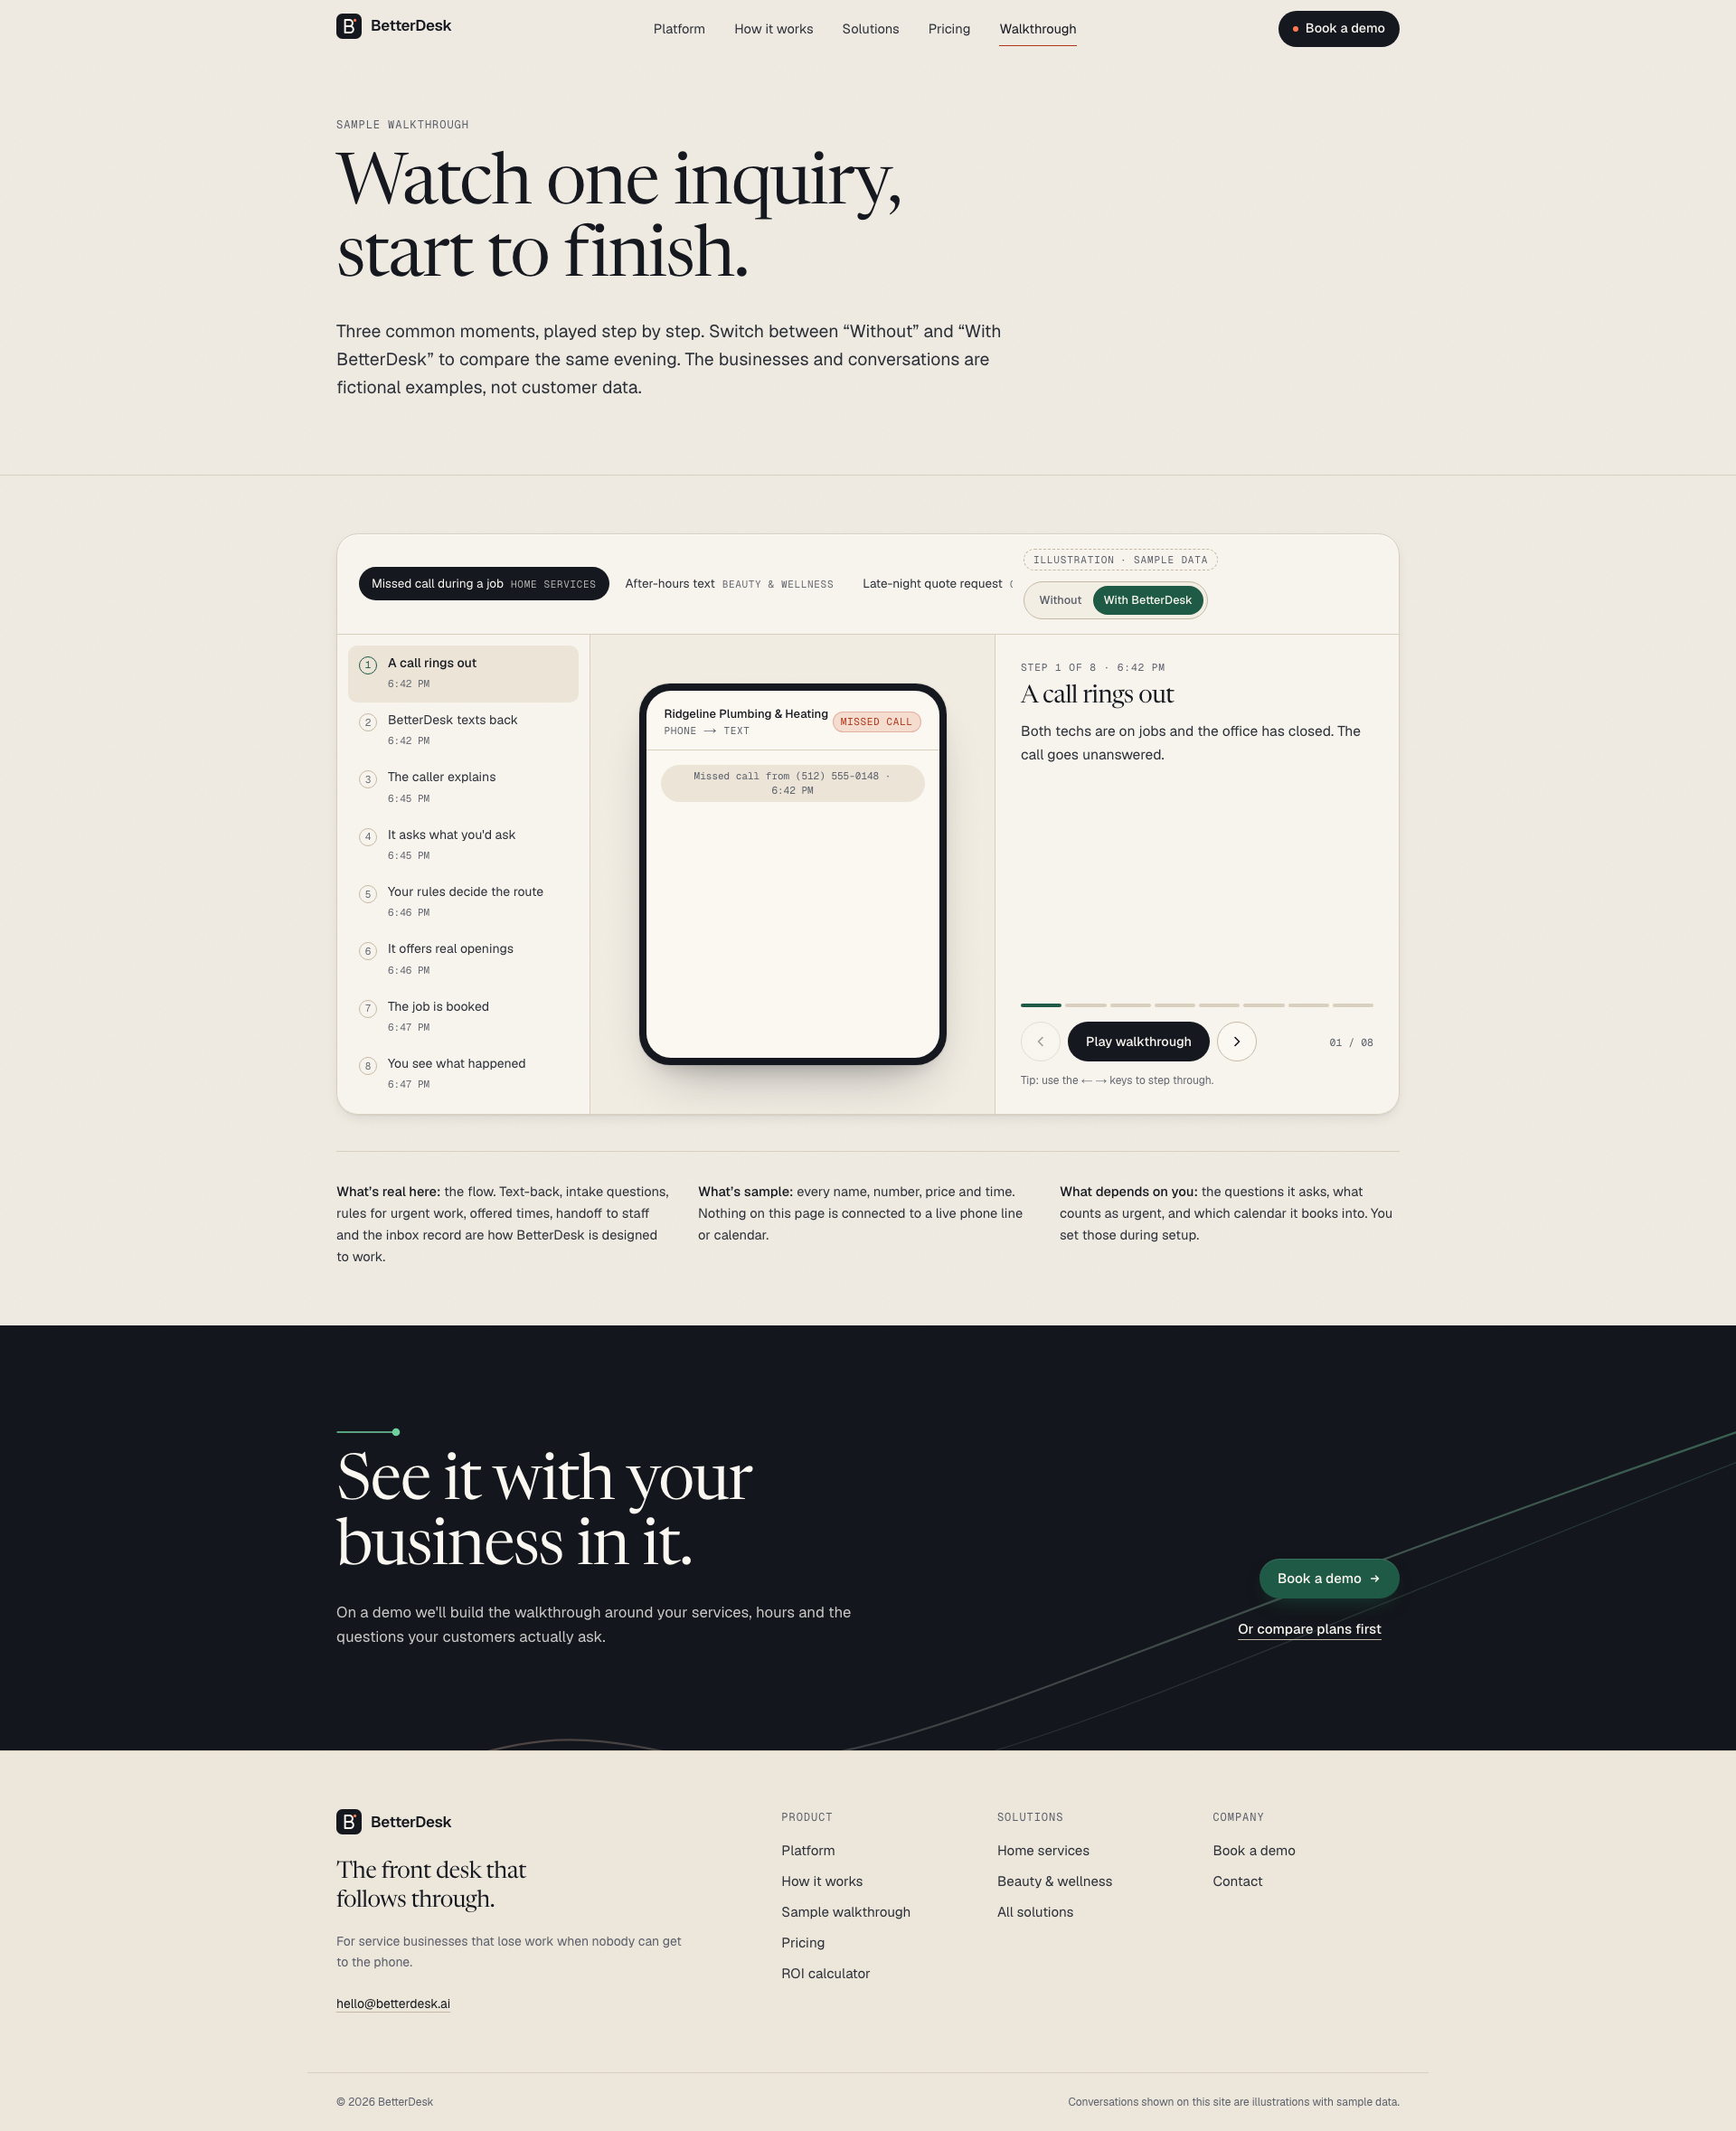 BetterDesk
Platform
How it works
Solutions
Pricing
Walkthrough
Book a demo
SAMPLE WALKTHROUGH
Watch one inquiry,
start to finish.
Three common moments, played step by step. Switch between “Without” and “With
BetterDesk” to compare the same evening. The businesses and conversations are
fictional examples, not customer data.
Missed call during a job HOME SERVICES
After-hours text BEAUTY & WELLNESS
Late-night quote request
ILLUSTRATION · SAMPLE DATA
Without
With BetterDesk
1 A call rings out
6:42 PM
2 BetterDesk texts back
6:42 PM
3 The caller explains
6:45 PM
4 It asks what you'd ask
6:45 PM
5 Your rules decide the route
6:46 PM
6 It offers real openings
6:46 PM
7 The job is booked
6:47 PM
8 You see what happened
6:47 PM
Ridgeline Plumbing & Heating
PHONE → TEXT
MISSED CALL
Missed call from (512) 555-0148 ·
6:42 PM
STEP 1 OF 8 · 6:42 PM
A call rings out
Both techs are on jobs and the office has closed. The
call goes unanswered.
Play walkthrough
01 / 08
Tip: use the ← → keys to step through.
What’s real here: the flow. Text-back, intake questions,
rules for urgent work, offered times, handoff to staff
and the inbox record are how BetterDesk is designed
to work.
What’s sample: every name, number, price and time.
Nothing on this page is connected to a live phone line
or calendar.
What depends on you: the questions it asks, what
counts as urgent, and which calendar it books into. You
set those during setup.
See it with your
business in it.
On a demo we'll build the walkthrough around your services, hours and the
questions your customers actually ask.
Book a demo →
Or compare plans first
BetterDesk
The front desk that
follows through.
For service businesses that lose work when nobody can get
to the phone.
hello@betterdesk.ai
PRODUCT
Platform
How it works
Sample walkthrough
Pricing
ROI calculator
SOLUTIONS
Home services
Beauty & wellness
All solutions
COMPANY
Book a demo
Contact
© 2026 BetterDesk
Conversations shown on this site are illustrations with sample data.